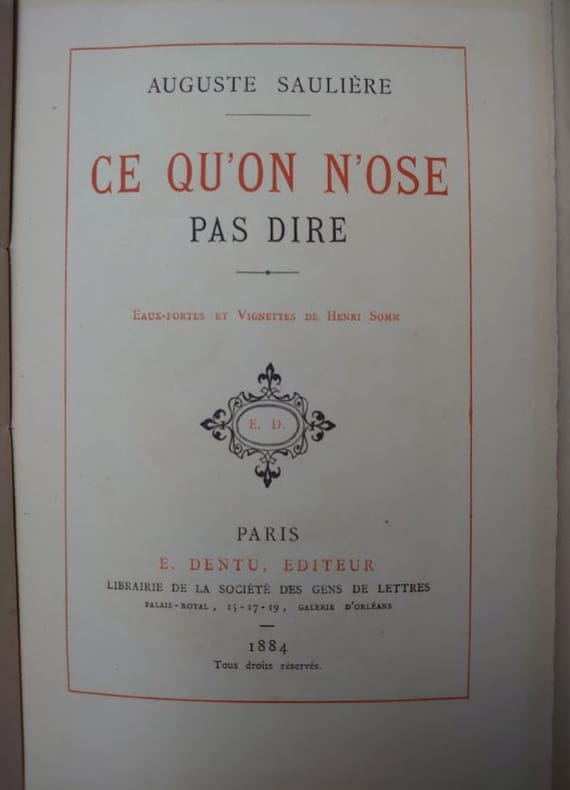 AUGUSTE SAULIÈRE
CE QU'ON N'OSE
PAS DIRE
EAUX-FORTES ET VIGNETTES DE HENRI SOMM
E. D.
PARIS
E. DENTU, EDITEUR
LIBRAIRIE DE LA SOCIÉTÉ DES GENS DE LETTRES
PALAIS-ROYAL, 15-17-19, GALERIE D'ORLÉANS
1884
Tous droits réservés.